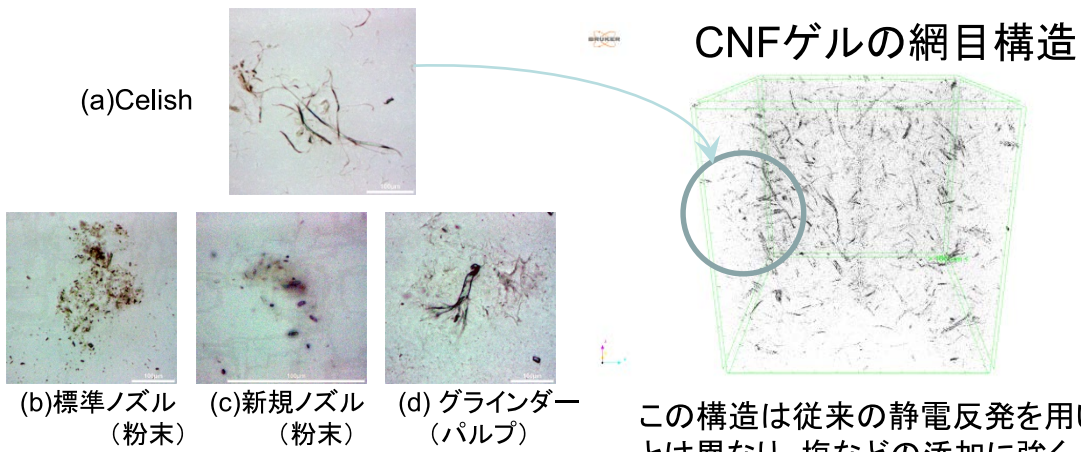 BRUKER
CNFゲルの網目構造
(a)Celish
(b)標準ノズル
(粉末)
(c)新規ノズル
(粉末)
(d) グラインダー
(パルプ)
この構造は従来の静電反発を用い
とは異なり、塩などの添加に強く